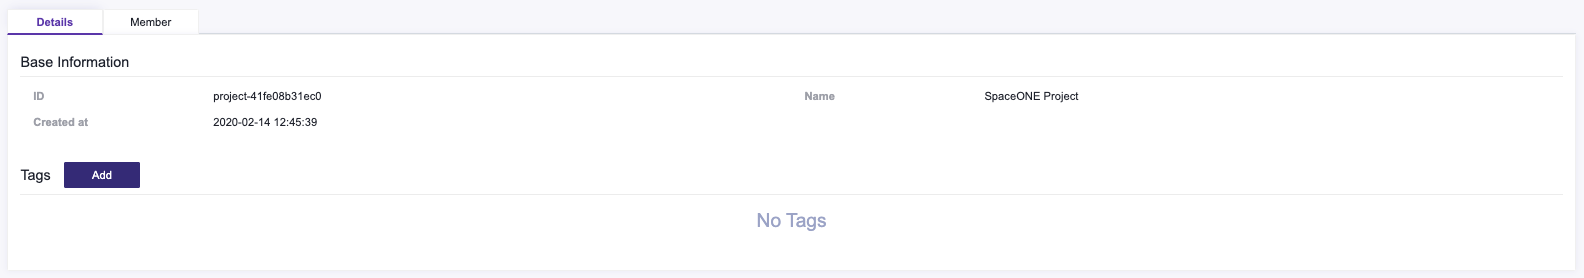 Details Member
Base Information
ID project-41fe08b31ec0 Name SpaceONE Project
Created at 2020-02-14 12:45:39
Tags Add
No Tags